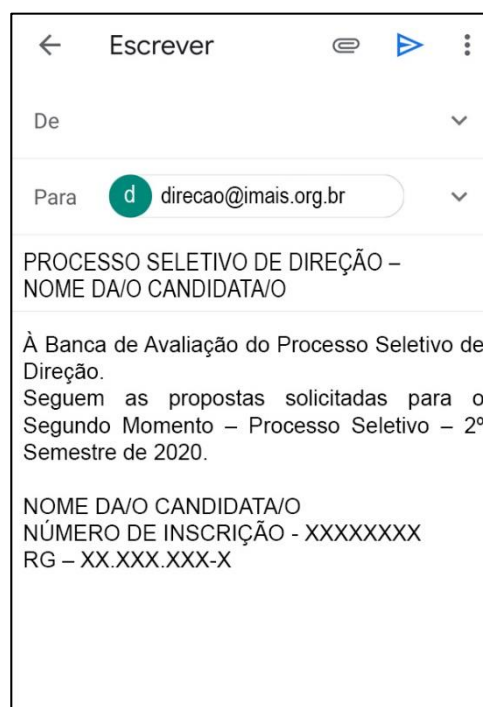 Escrever
De
Para d direcao@imais.org.br
PROCESSO SELETIVO DE DIREÇÃO –
NOME DA/O CANDIDATA/O
À Banca de Avaliação do Processo Seletivo de
Direção.
Seguem as propostas solicitadas para o
Segundo Momento – Processo Seletivo – 2º
Semestre de 2020.
NOME DA/O CANDIDATA/O
NÚMERO DE INSCRIÇÃO - XXXXXXXX
RG – XX.XXX.XXX-X